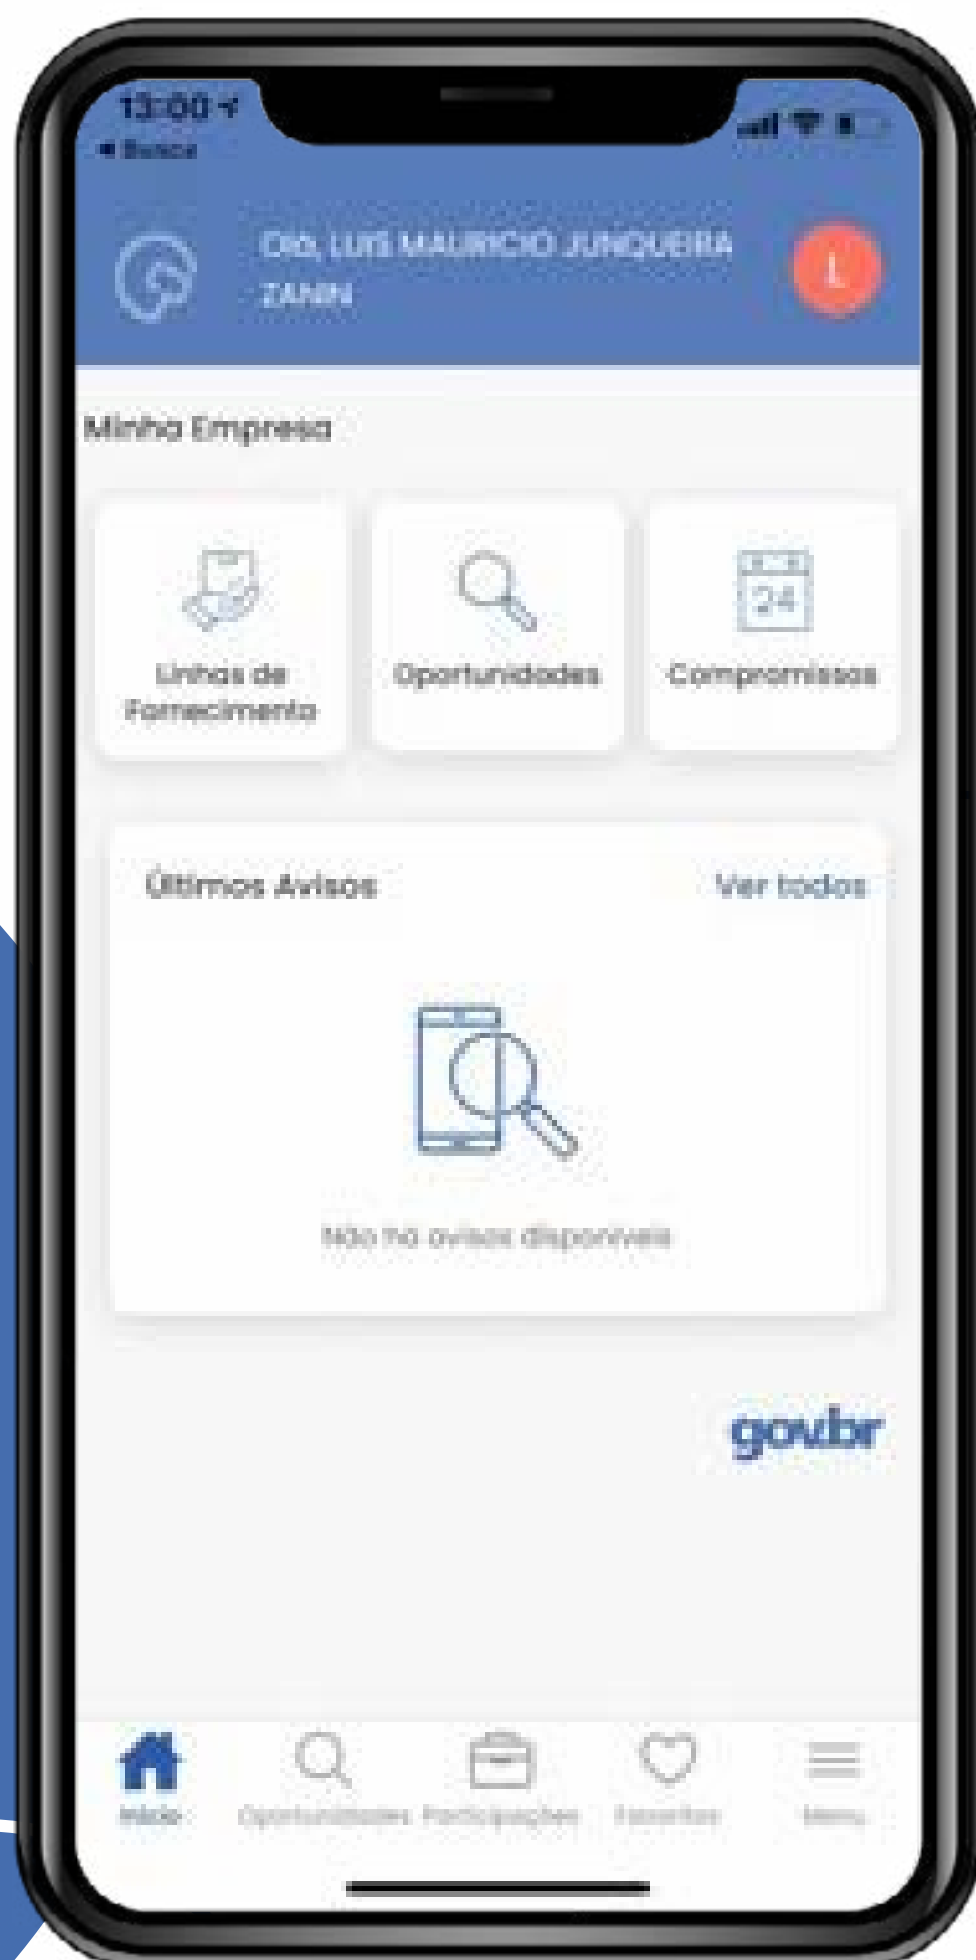 13:00
Busca
Olá, LUIS MAURICIO JUNQUEIRA
ZANIN
L
Minha Empresa
24
Linhas de
Fornecimento
Oportunidades
Compromissos
Últimos Avisos
Ver todos
Não há avisos disponíveis
gov.br
Início
Oportunidades
Participações
Favoritos
Menu